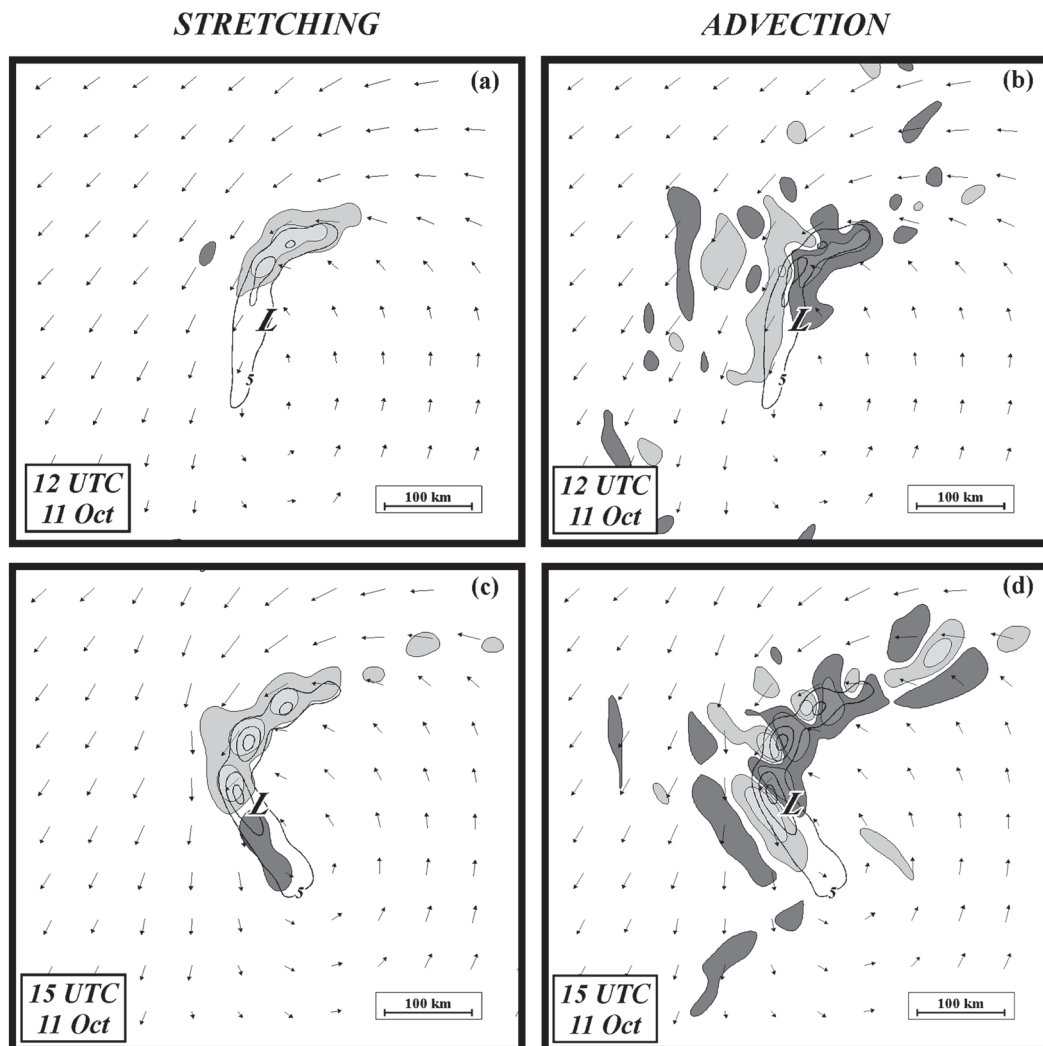 STRETCHING
ADVECTION
(a)
L
5
12 UTC
11 Oct
100 km
(b)
L
5
12 UTC
11 Oct
100 km
(c)
L
5
15 UTC
11 Oct
100 km
(d)
L
5
15 UTC
11 Oct
100 km